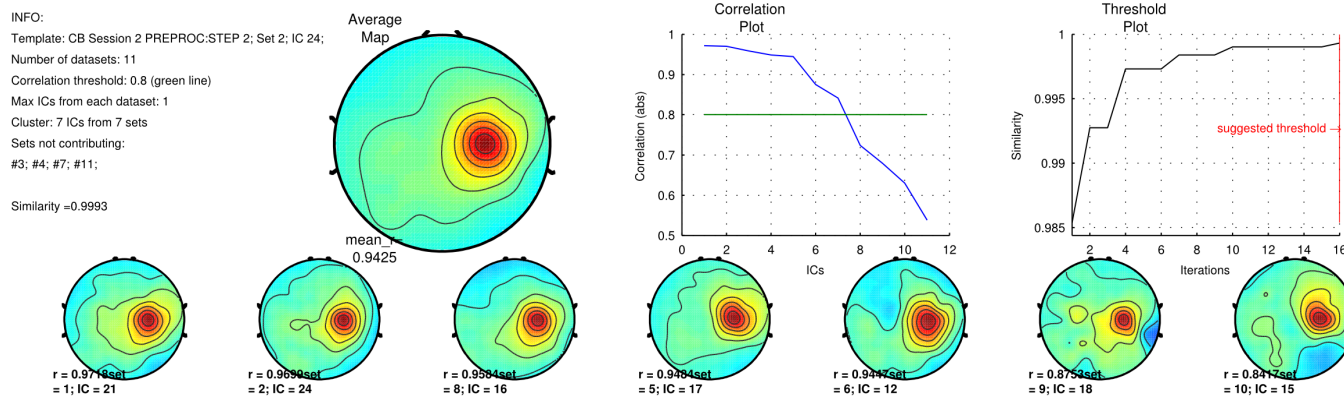 INFO:
Template: CB Session 2 PREPROC:STEP 2; Set 2; IC 24;
Number of datasets: 11
Correlation threshold: 0.8 (green line)
Max ICs from each dataset: 1
Cluster: 7 ICs from 7 sets
Sets not contributing:
#3; #4; #7; #11;
Similarity =0.9993
Average
Map
mean_r=
0.9425
Correlation
Plot
Correlation (abs)
1
0.9
0.8
0.7
0.6
0.5
0 2 4 6 8 10 12
ICs
Threshold
Plot
Similarity
1
0.995
0.99
0.985
suggested threshold →
2 4 6 8 10 12 14 16
Iterations
r = 0.9718set
= 1; IC = 21
r = 0.9699set
= 2; IC = 24
r = 0.9584set
= 8; IC = 16
r = 0.9484set
= 5; IC = 17
r = 0.9447set
= 6; IC = 12
r = 0.8753set
= 9; IC = 18
r = 0.8417set
= 10; IC = 15